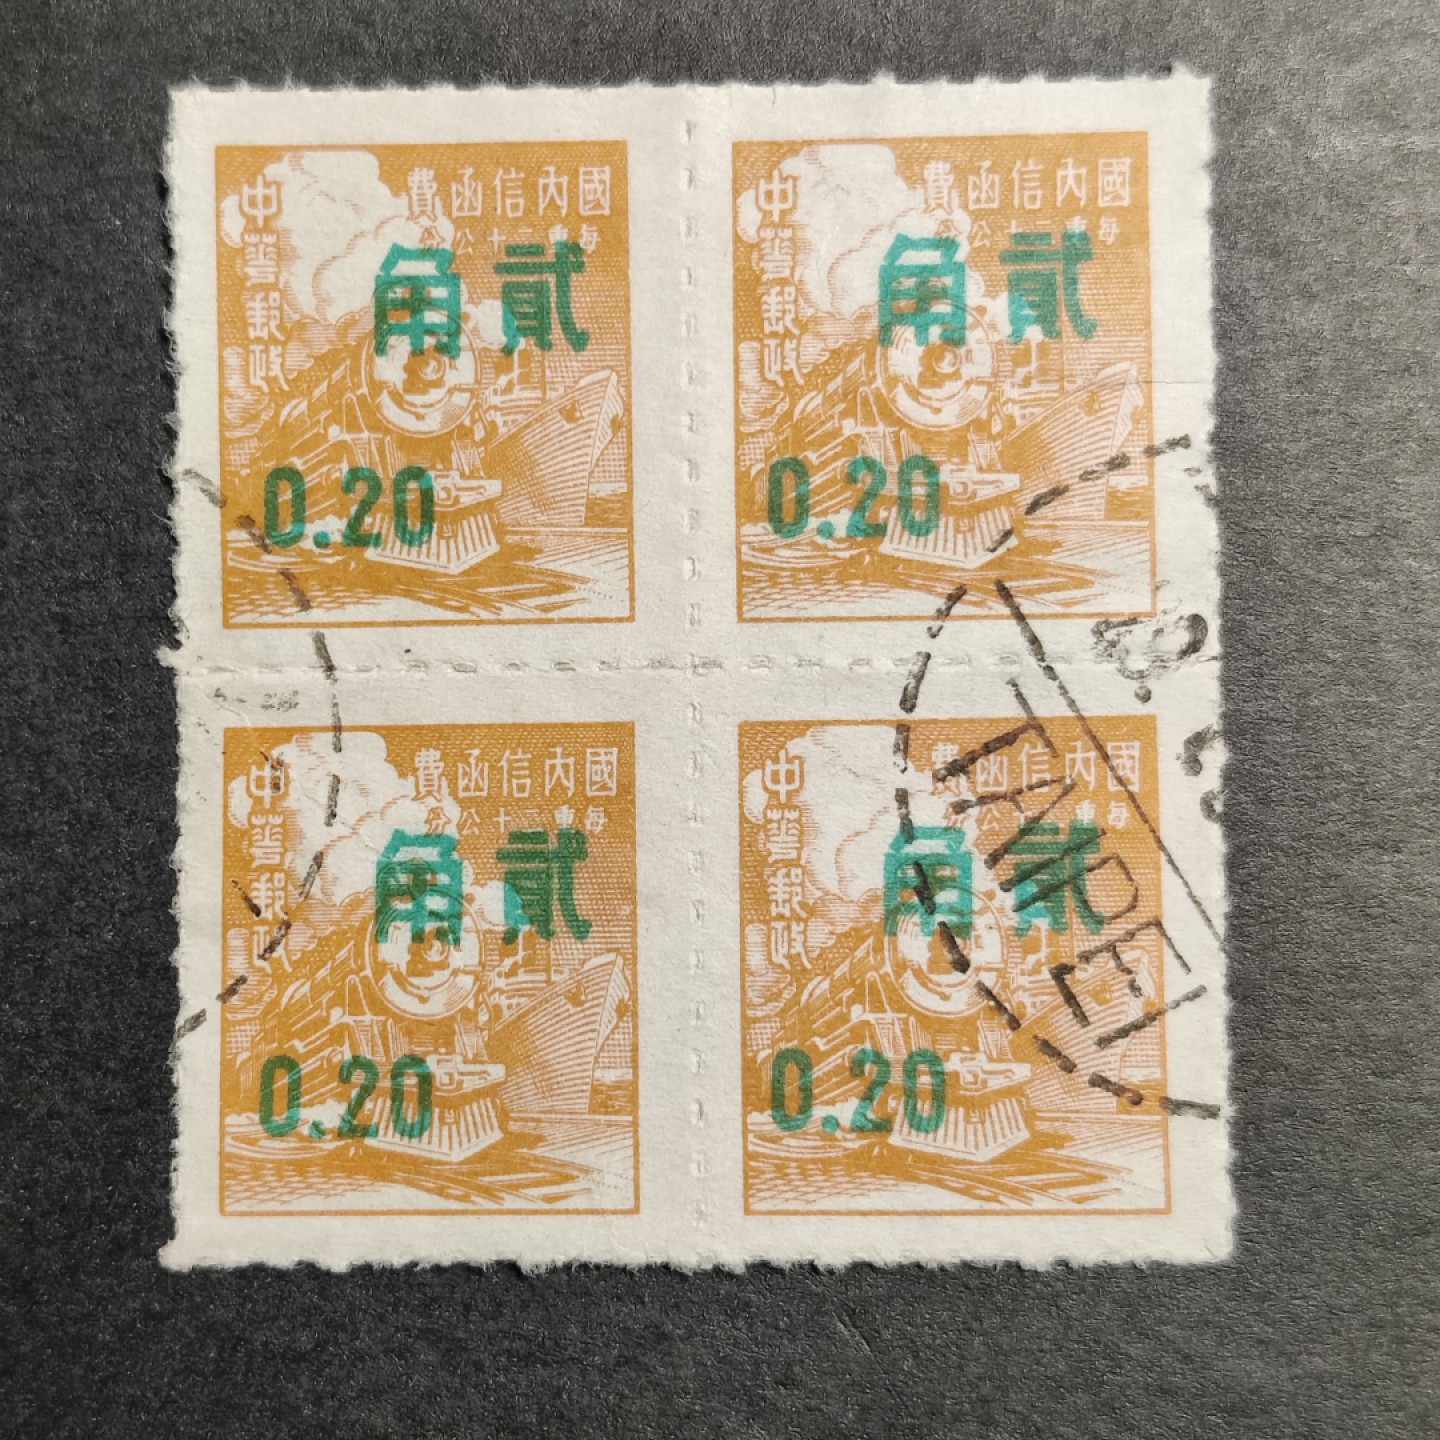 國內信函費
每重二十公分
中華郵政
貳角
0.20
國內信函費
每重二十公分
中華郵政
貳角
0.20
國內信函費
每重二十公分
中華郵政
貳角
0.20
國內信函費
每重二十公分
中華郵政
貳角
0.20
TAIPEI